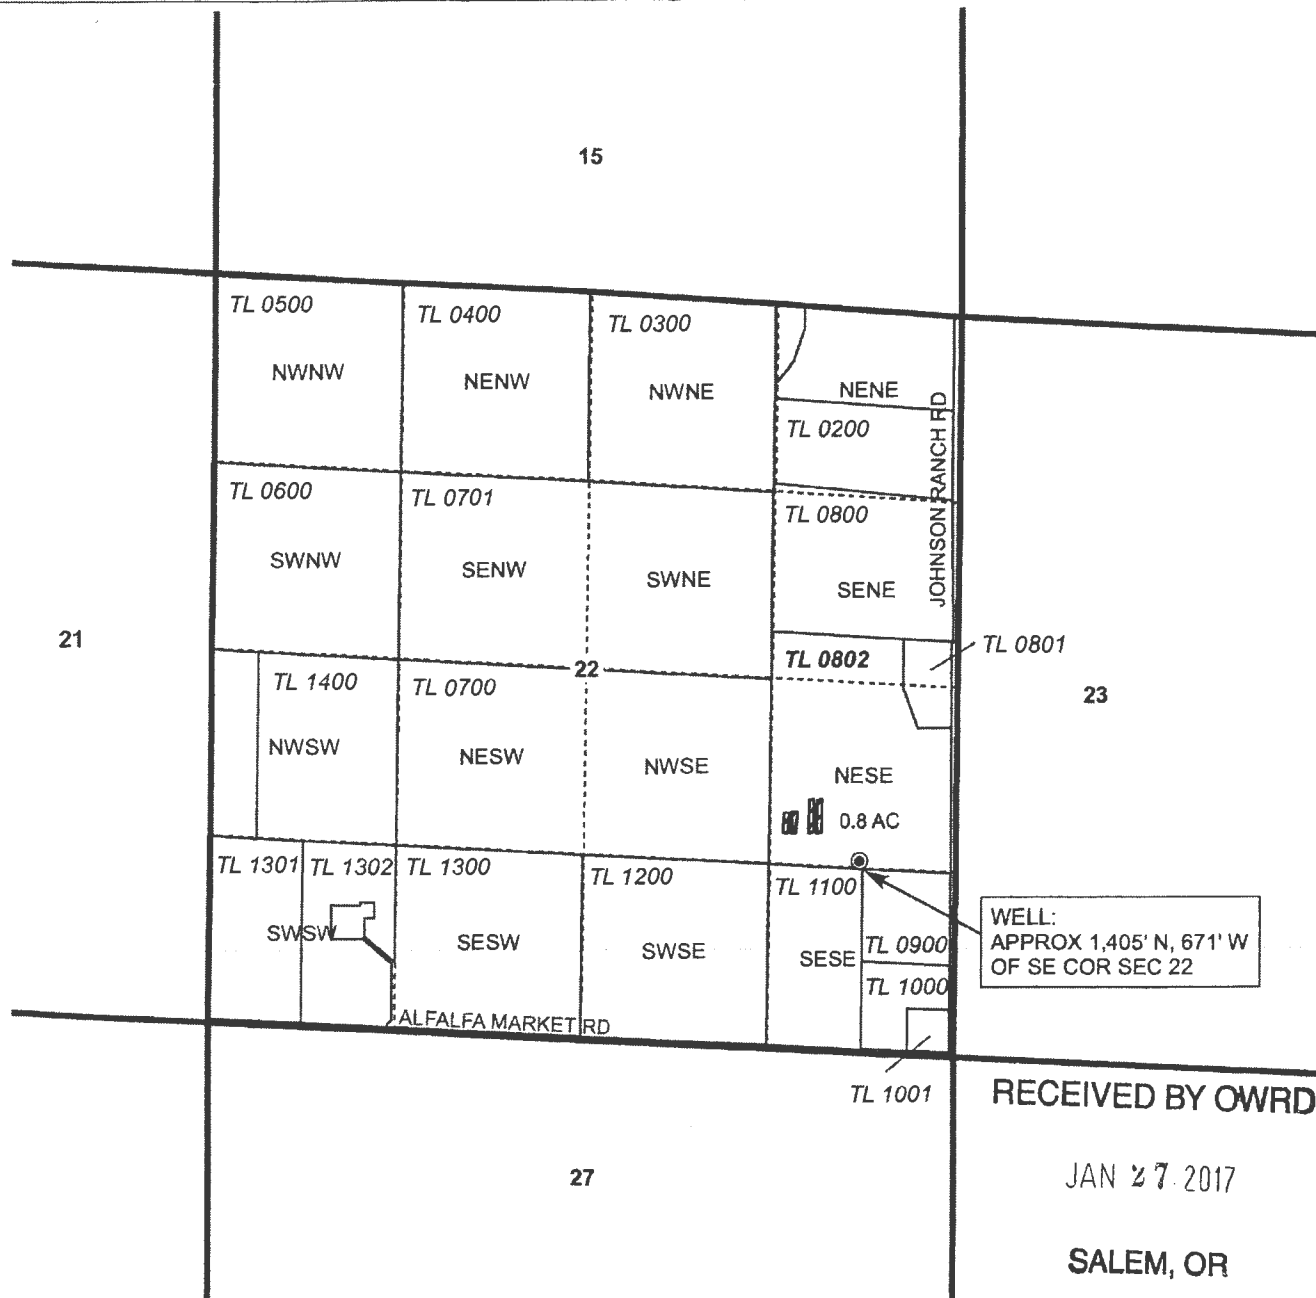 15
TL 0500
TL 0400
TL 0300
NWNW
NENW
NWNE
NENE
TL 0200
JOHNSON RANCH RD
TL 0600
TL 0701
TL 0800
SWNW
SENW
SWNE
SENE
21
TL 0801
22
TL 0802
23
TL 1400
TL 0700
NWSW
NESW
NWSE
NESE
0.8 AC
TL 1301
TL 1302
TL 1300
TL 1200
TL 1100
SWSW
SESW
SWSE
SESE
TL 0900
TL 1000
WELL:
APPROX 1,405' N, 671' W
OF SE COR SEC 22
ALFALFA MARKET RD
TL 1001
RECEIVED BY OWRD
27
JAN 27 2017
SALEM, OR